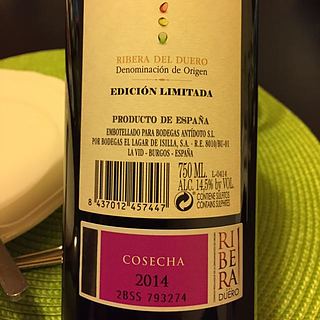 RIBERA DEL DUERO
Denominación de Origen
EDICIÓN LIMITADA
PRODUCTO DE ESPAÑA
EMBOTELLADO PARA BODEGAS ANTÍDOTO S.L.
POR BODEGAS EL LAGAR DE ISILLA, S.A. - R.E. 8010/BU-01
LA VID - BURGOS - ESPAÑA
750 ML. L-0414
ALC. 14,5% by VOL.
CONTIENE SULFITOS
CONTAINS SULPHITES
8 437012 457447
COSECHA
2014
2BSS 793274
RIBERA
DEL
DUERO